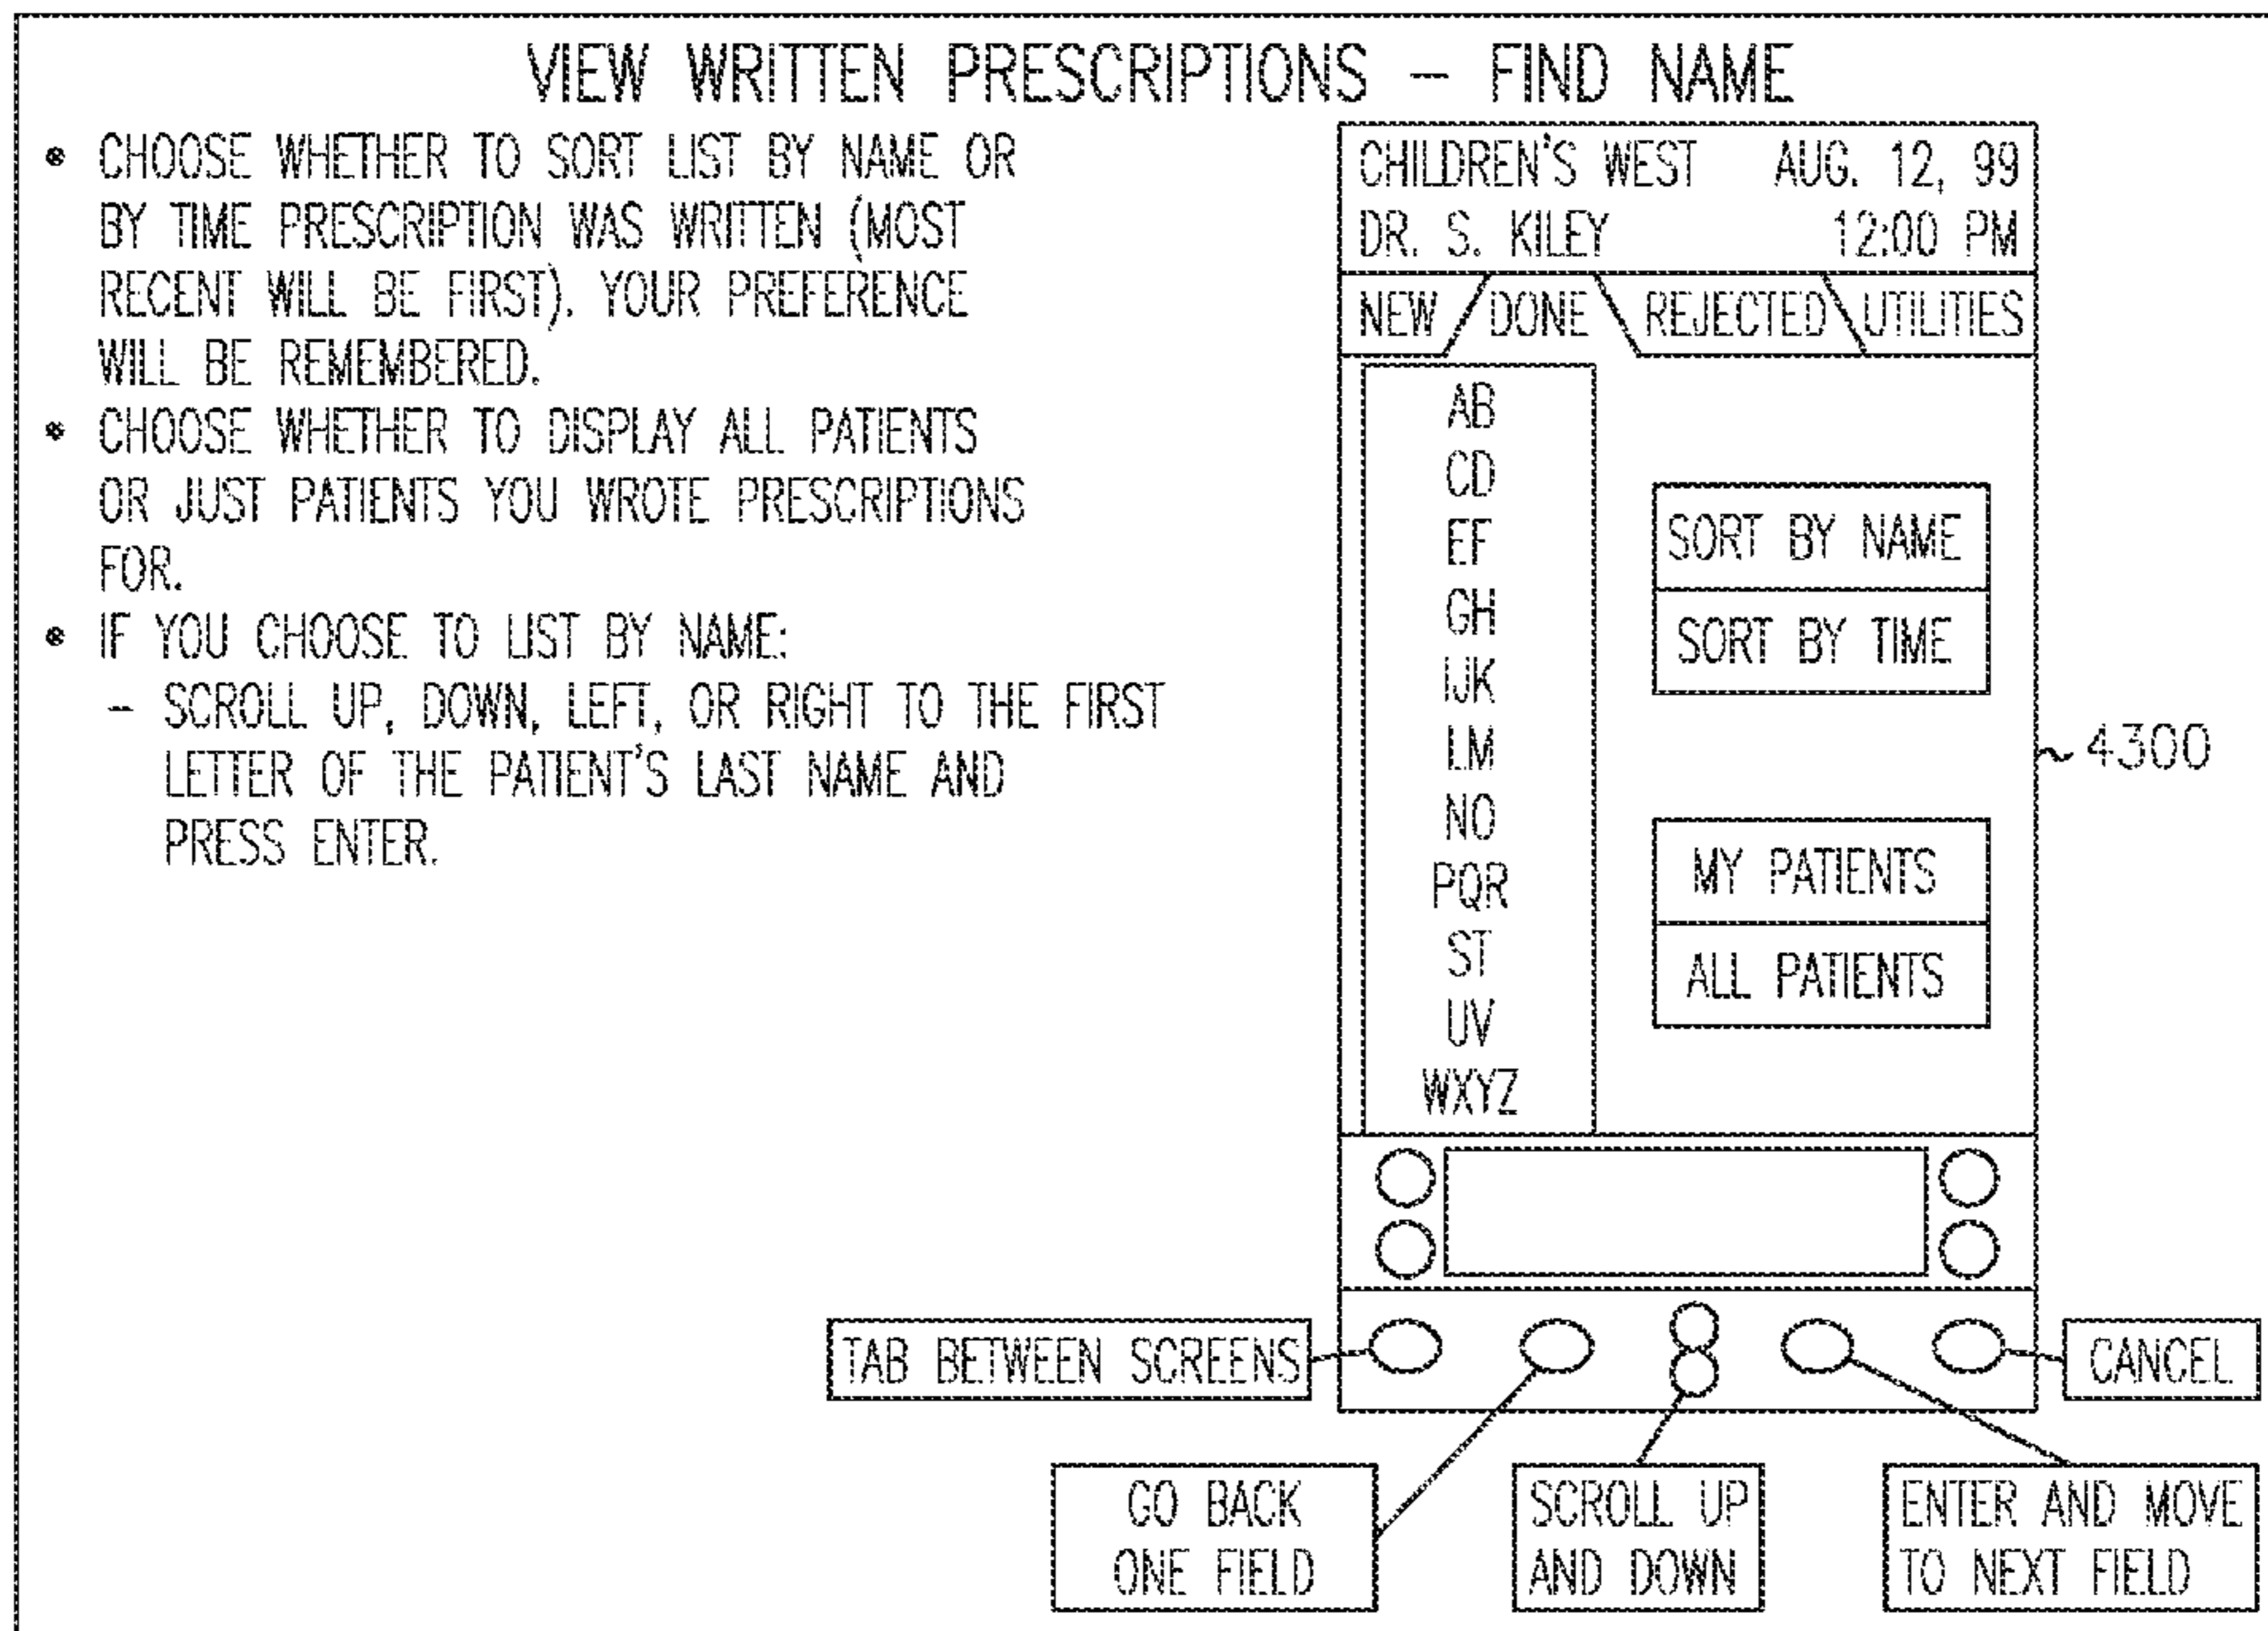 VIEW WRITTEN PRESCRIPTIONS – FIND NAME
• CHOOSE WHETHER TO SORT LIST BY NAME OR
BY TIME PRESCRIPTION WAS WRITTEN (MOST
RECENT WILL BE FIRST). YOUR PREFERENCE
WILL BE REMEMBERED.
• CHOOSE WHETHER TO DISPLAY ALL PATIENTS
OR JUST PATIENTS YOU WROTE PRESCRIPTIONS
FOR.
• IF YOU CHOOSE TO LIST BY NAME:
– SCROLL UP, DOWN, LEFT, OR RIGHT TO THE FIRST
LETTER OF THE PATIENT'S LAST NAME AND
PRESS ENTER.
CHILDREN'S WEST AUG. 12, 99
DR. S. KILEY 12:00 PM
NEW DONE REJECTED UTILITIES
AB
CD
EF
GH
IJK
LM
NO
PQR
ST
UV
WXYZ
SORT BY NAME
SORT BY TIME
MY PATIENTS
ALL PATIENTS
4300
TAB BETWEEN SCREENS
CANCEL
GO BACK
ONE FIELD
SCROLL UP
AND DOWN
ENTER AND MOVE
TO NEXT FIELD